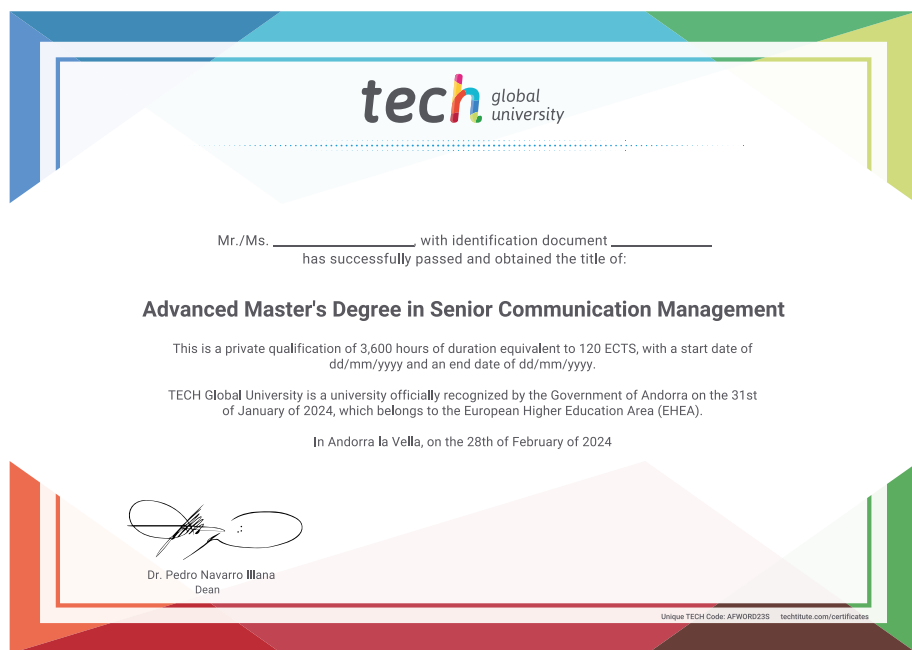 tech global
university
Mr./Ms. ____________, with identification document ____________
has successfully passed and obtained the title of:
Advanced Master's Degree in Senior Communication Management
This is a private qualification of 3,600 hours of duration equivalent to 120 ECTS, with a start date of
dd/mm/yyyy and an end date of dd/mm/yyyy.
TECH Global University is a university officially recognized by the Government of Andorra on the 31st
of January of 2024, which belongs to the European Higher Education Area (EHEA).
In Andorra la Vella, on the 28th of February of 2024
Dr. Pedro Navarro Illana
Dean
Unique TECH Code: AFWORD23S techtitute.com/certificates